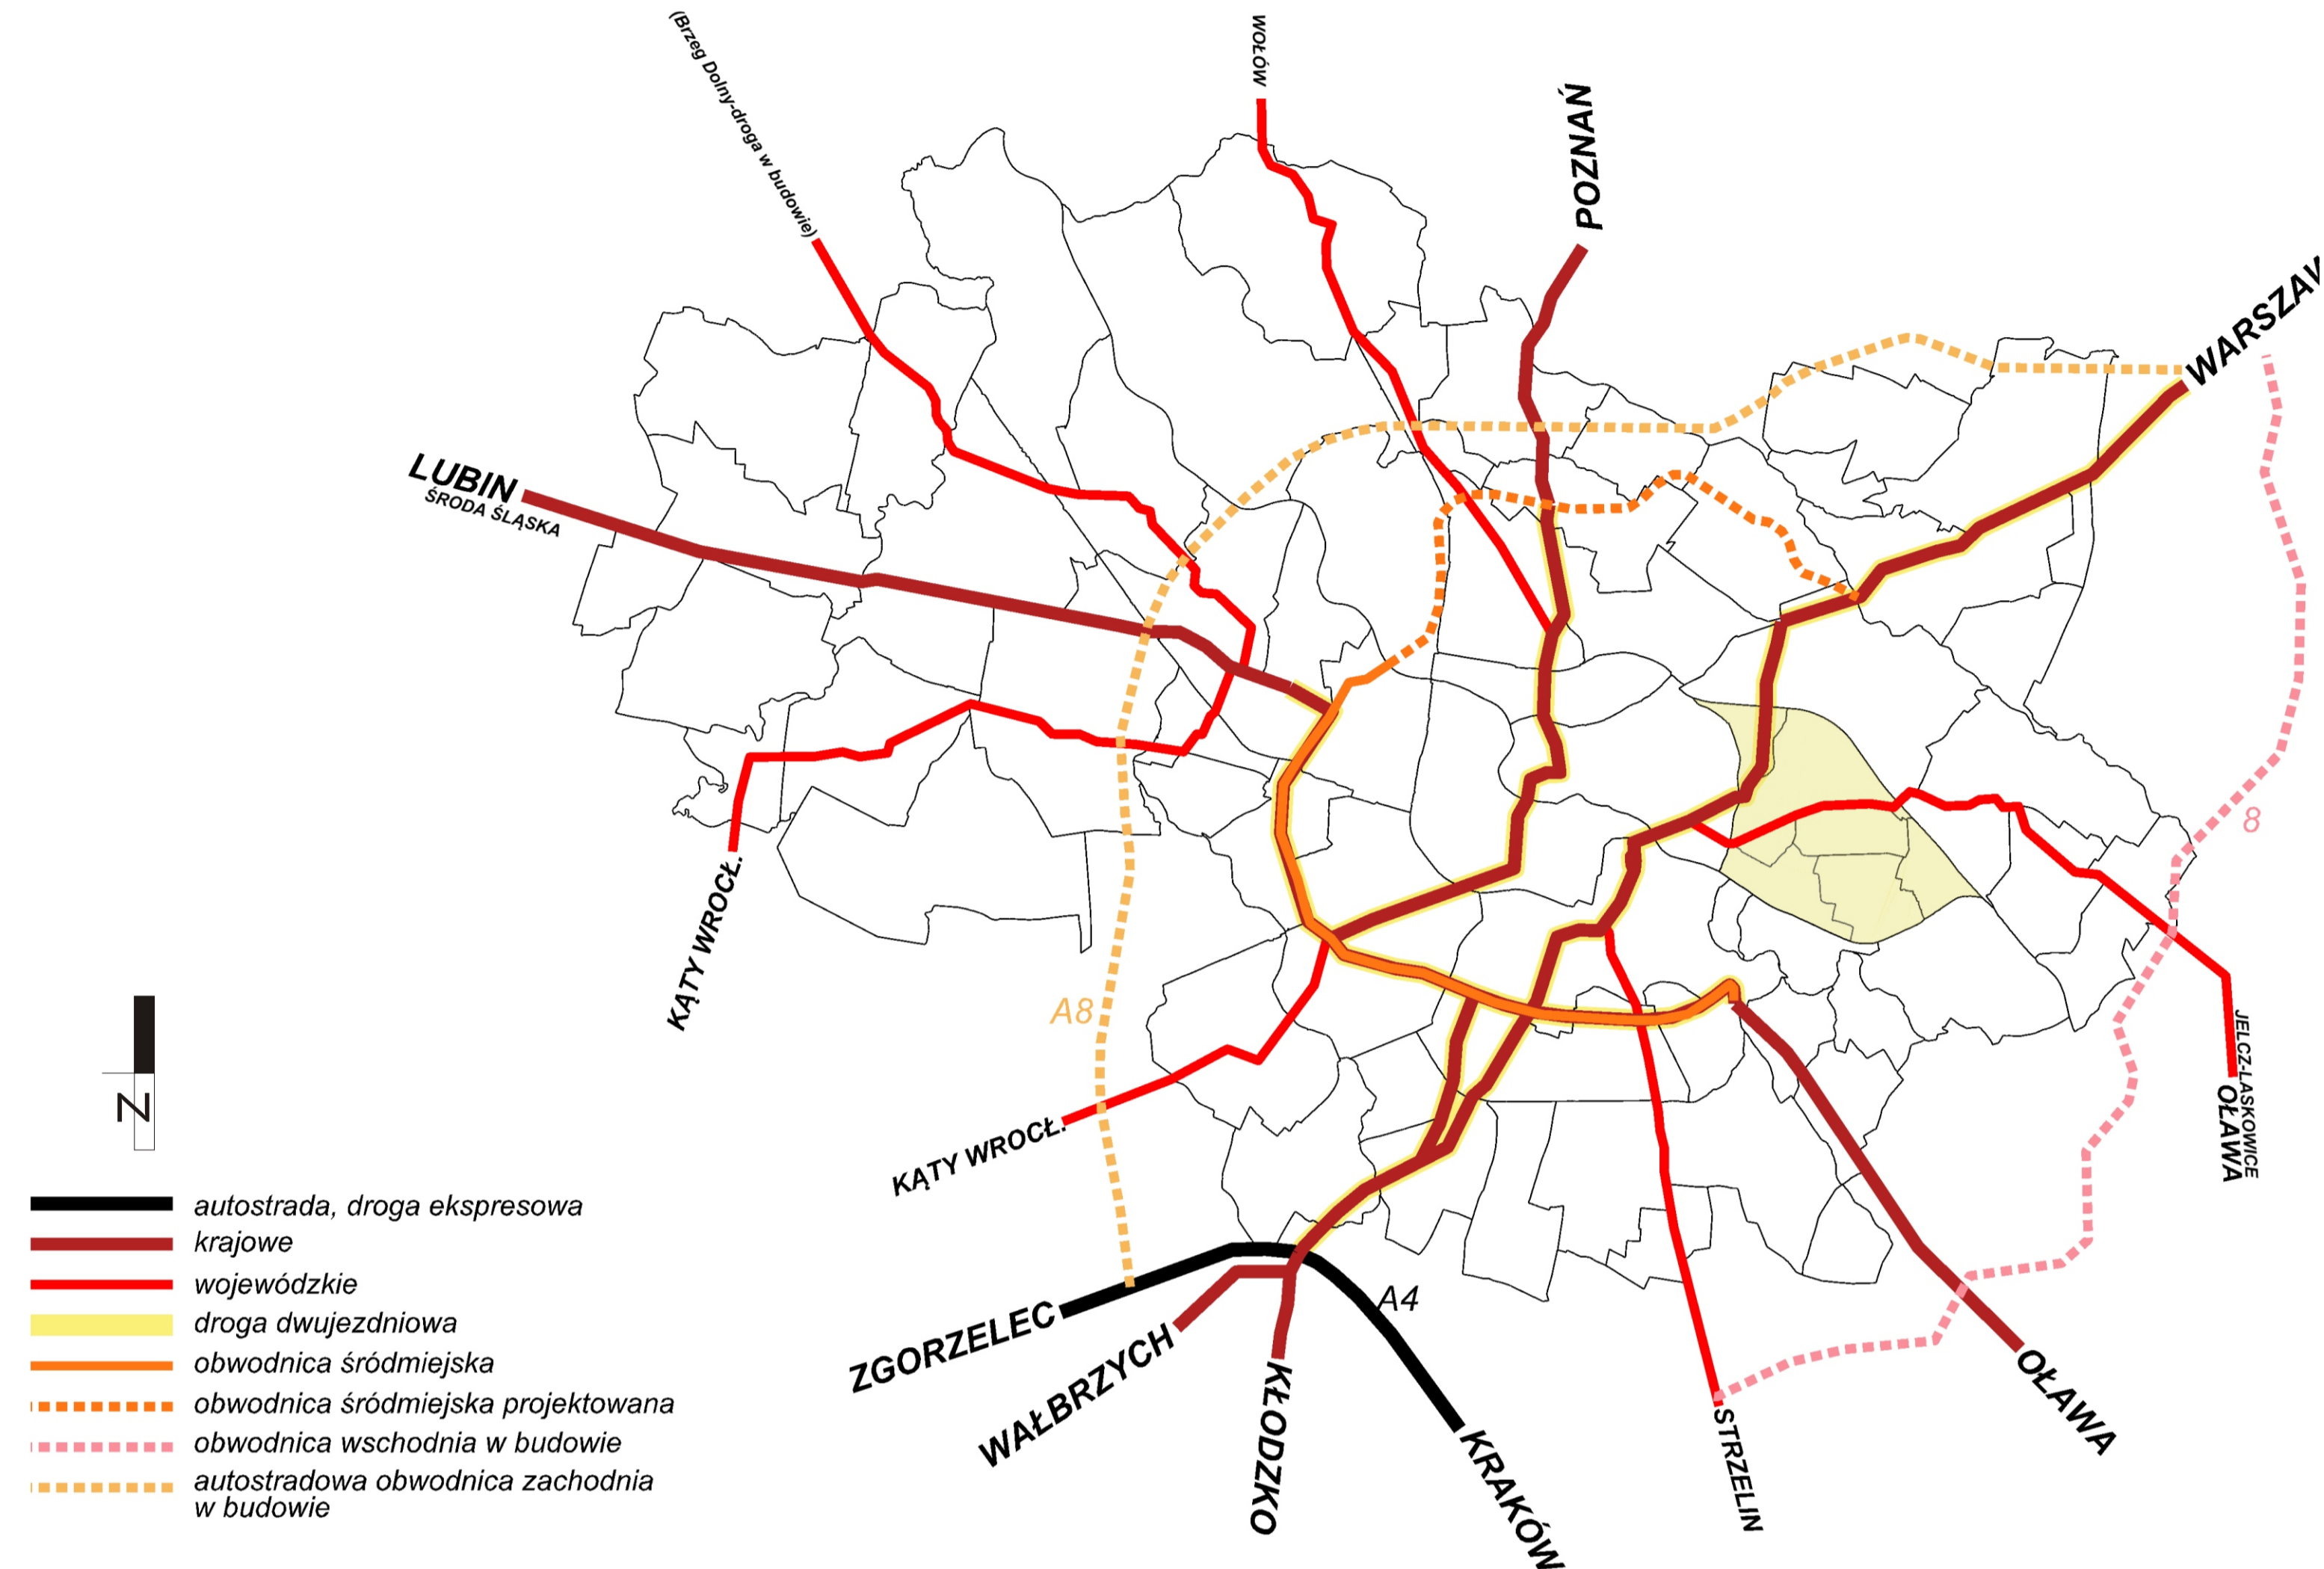 (Brzeg Dolny-droga w budowie)
WOŁÓW
POZNAŃ
WARSZAW
LUBIN
ŚRODA ŚLĄSKA
8
KĄTY WROCŁ.
A8
JELCZ-LASKOWICE
OŁAWA
KĄTY WROCŁ.
N
ZGORZELEC
A4
WAŁBRZYCH
KŁODZKO
KRAKÓW
STRZELIN
OŁAWA
autostrada, droga ekspresowa
krajowe
wojewódzkie
droga dwujezdniowa
obwodnica śródmiejska
obwodnica śródmiejska projektowana
obwodnica wschodnia w budowie
autostradowa obwodnica zachodnia
w budowie